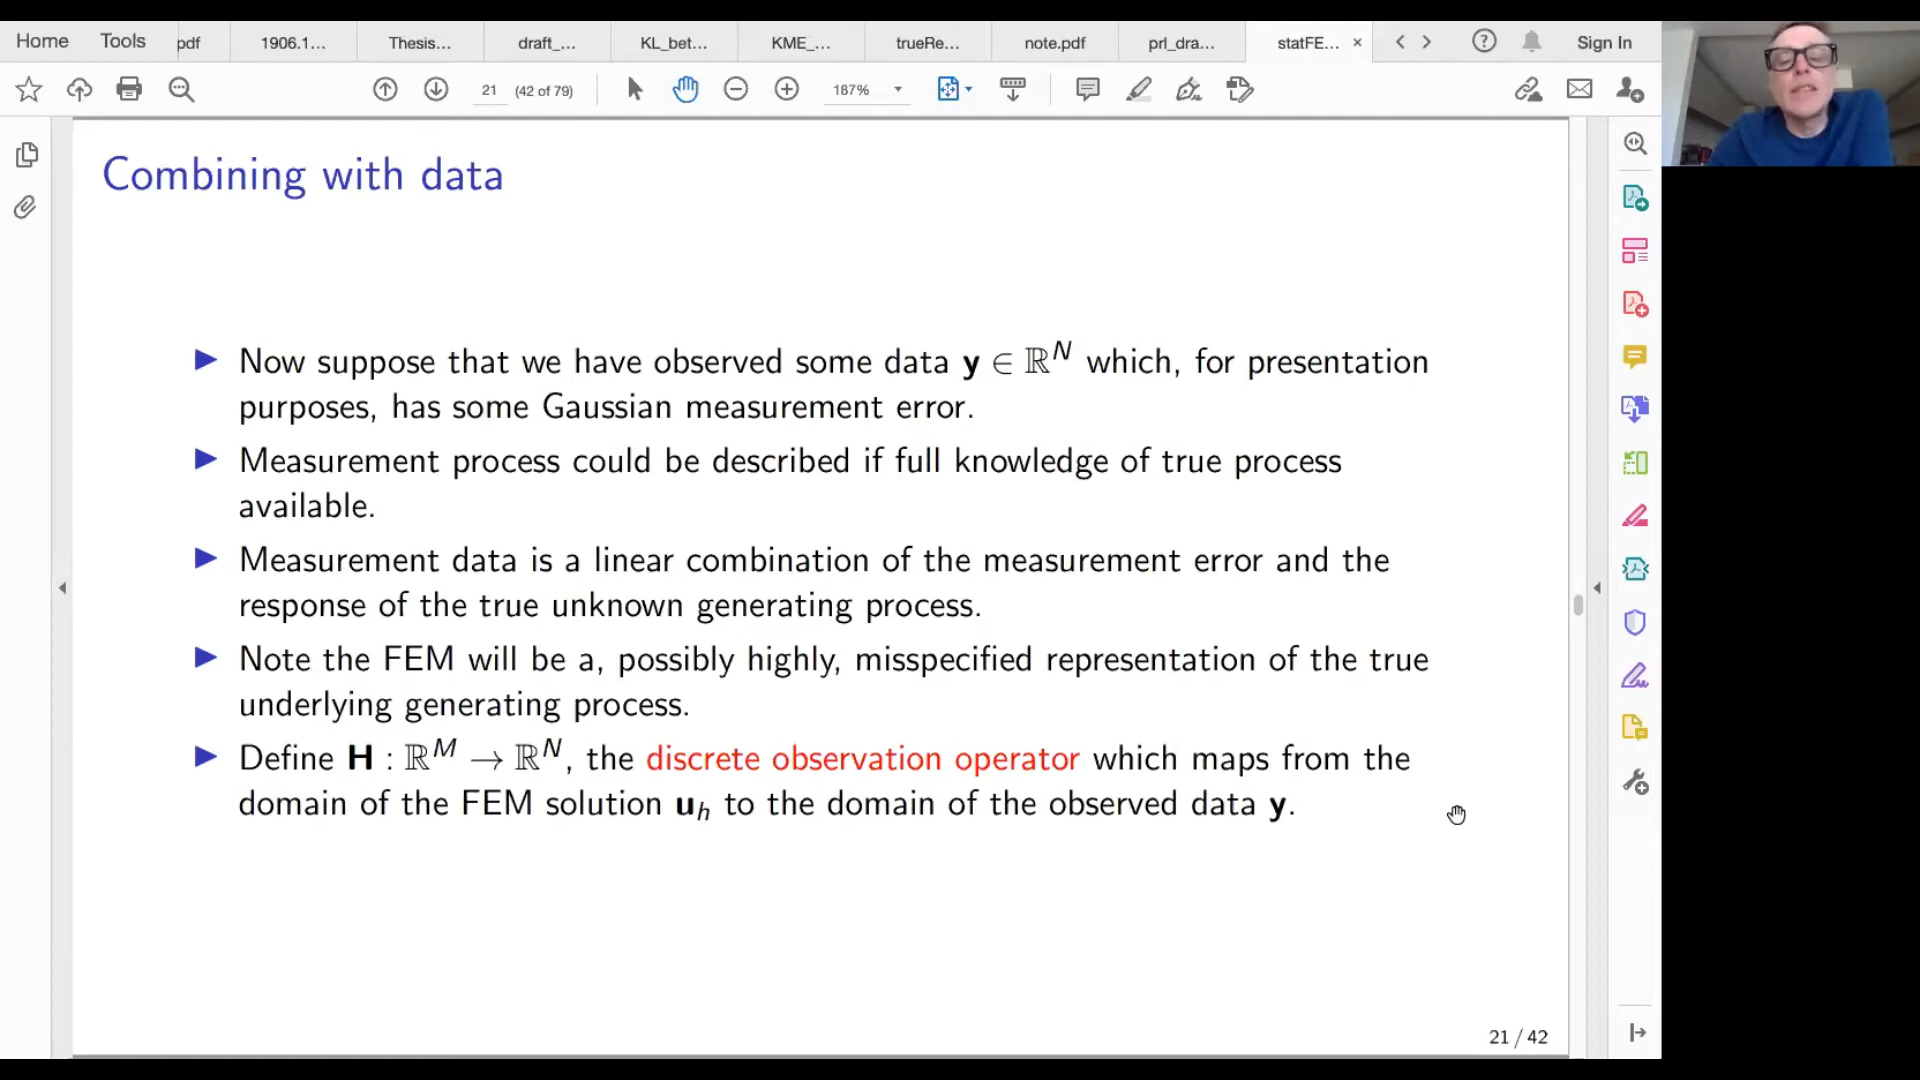 Home Tools pdf 1906.1... Thesis... draft_... KL_bet... KME_... trueRe... note.pdf prl_dra... statFE... × Sign In
21 (42 of 79) 187%
Combining with data
Now suppose that we have observed some data y ∈ ℝᴺ which, for presentation
purposes, has some Gaussian measurement error.
Measurement process could be described if full knowledge of true process
available.
Measurement data is a linear combination of the measurement error and the
response of the true unknown generating process.
Note the FEM will be a, possibly highly, misspecified representation of the true
underlying generating process.
Define H : ℝᴹ → ℝᴺ, the discrete observation operator which maps from the
domain of the FEM solution uₕ to the domain of the observed data y.
21 / 42